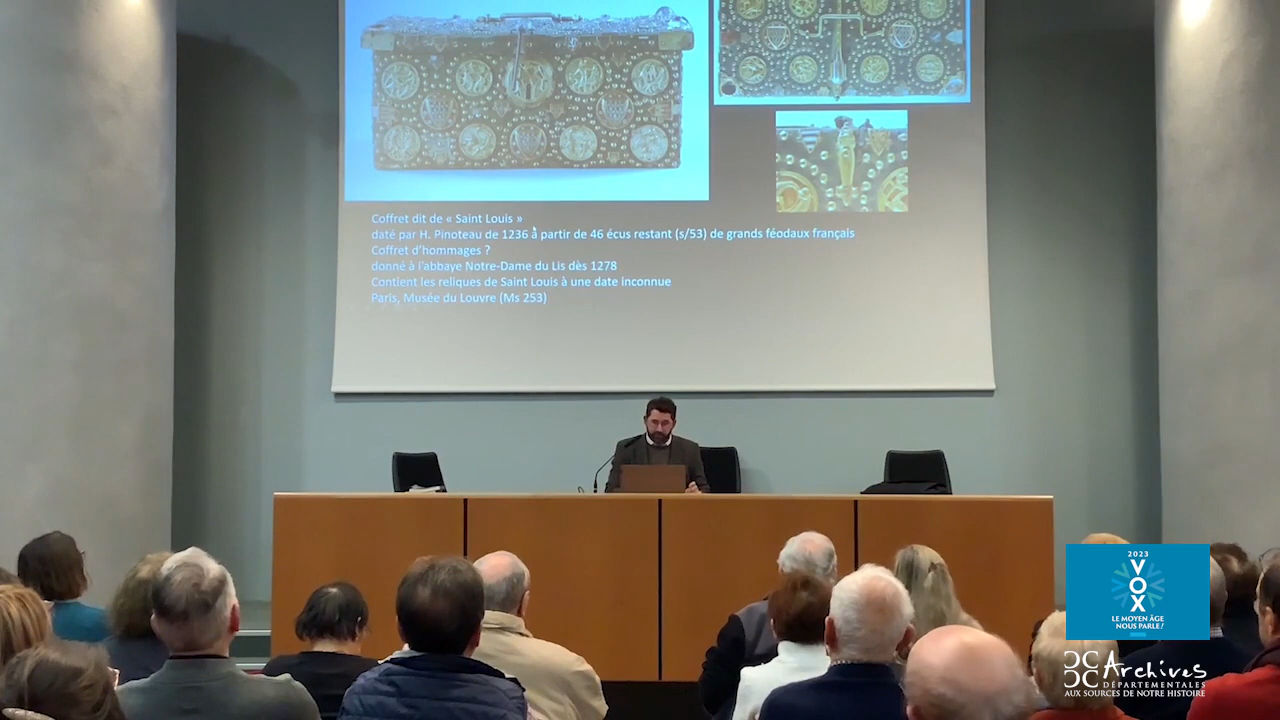 Coffret dit de « Saint Louis »
daté par H. Pinoteau de 1236 à partir de 46 écus restant (s/53) de grands féodaux français
Coffret d'hommages ?
donné à l'abbaye Notre-Dame du Lis dès 1278
Contient les reliques de Saint Louis à une date inconnue
Paris, Musée du Louvre (Ms 253)
2023
VOX
LE MOYEN ÂGE
NOUS PARLE !
Archives
DÉPARTEMENTALES
AUX SOURCES DE NOTRE HISTOIRE